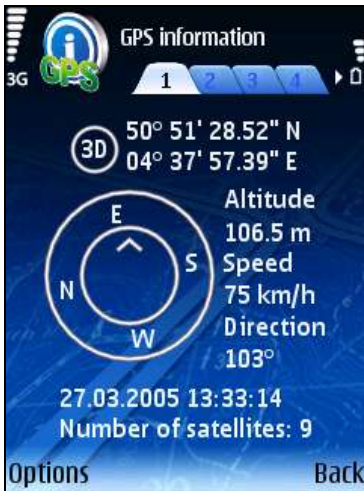 GPS information
3G
GPS
1 2 3 4
3D
50° 51' 28.52" N
04° 37' 57.39" E
Altitude
106.5 m
Speed
75 km/h
Direction
103°
E
N
S
W
27.03.2005 13:33:14
Number of satellites: 9
Options
Back